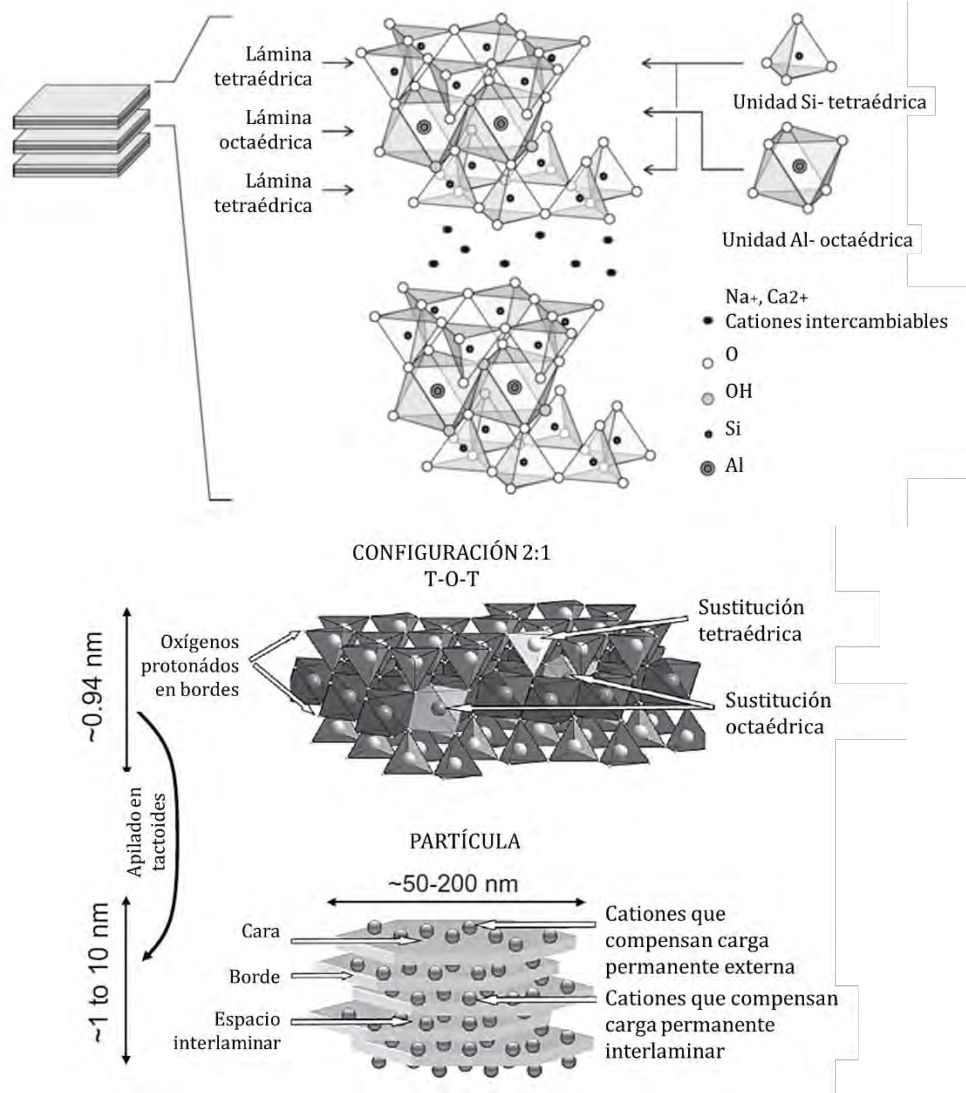 Lámina
tetraédrica
Lámina
octaédrica
Lámina
tetraédrica
Unidad Si- tetraédrica
Unidad Al- octaédrica
Na+, Ca2+
Cationes intercambiables
O
OH
Si
Al
CONFIGURACIÓN 2:1
T-O-T
~0.94 nm
Oxígenos
protonádos
en bordes
Sustitución
tetraédrica
Sustitución
octaédrica
Apilado en
tactoides
PARTÍCULA
~50-200 nm
~1 to 10 nm
Cara
Borde
Espacio
interlaminar
Cationes que
compensan carga
permanente externa
Cationes que compensan
carga permanente
interlaminar